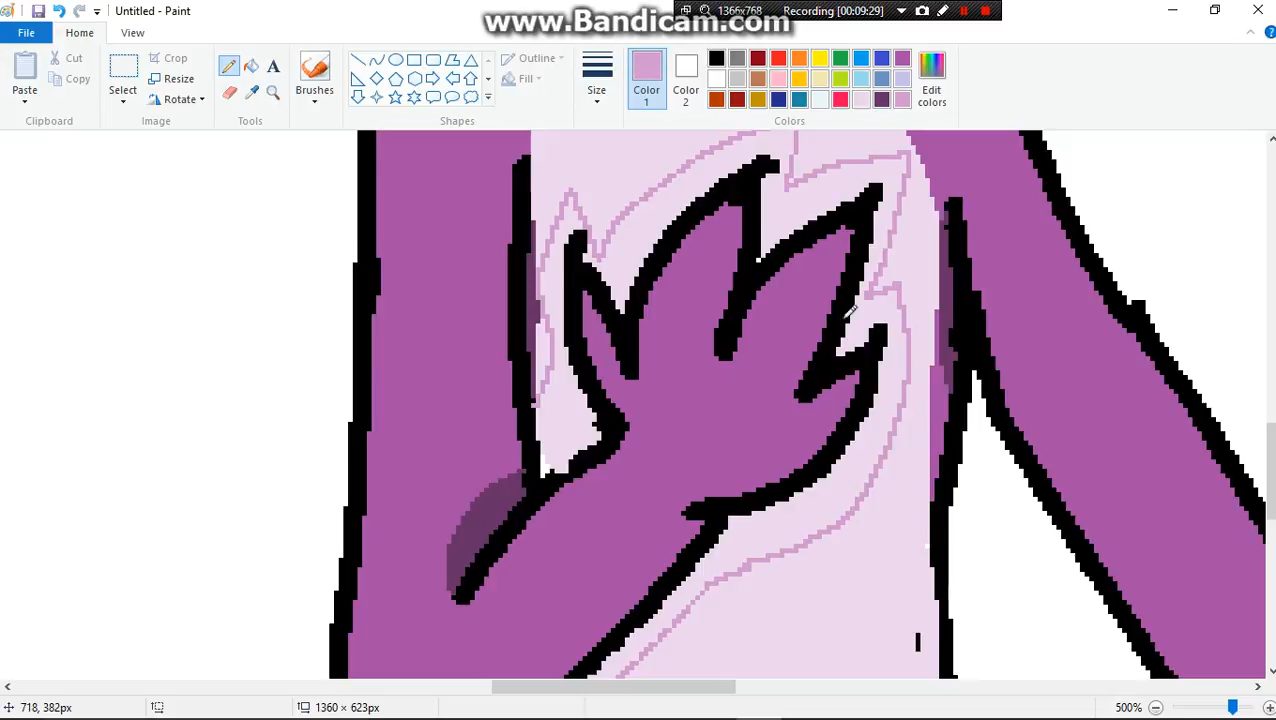 Untitled - Paint
www.Bandicam.com
1366x768
Recording [00:09:29]
File
Home
View
Paste
Cut
Copy
Clipboard
Select
Crop
Resize
Rotate
Image
Tools
Brushes
Shapes
Outline
Fill
Size
Color 1
Color 2
Edit colors
Colors
718, 382px
1360 × 623px
500%